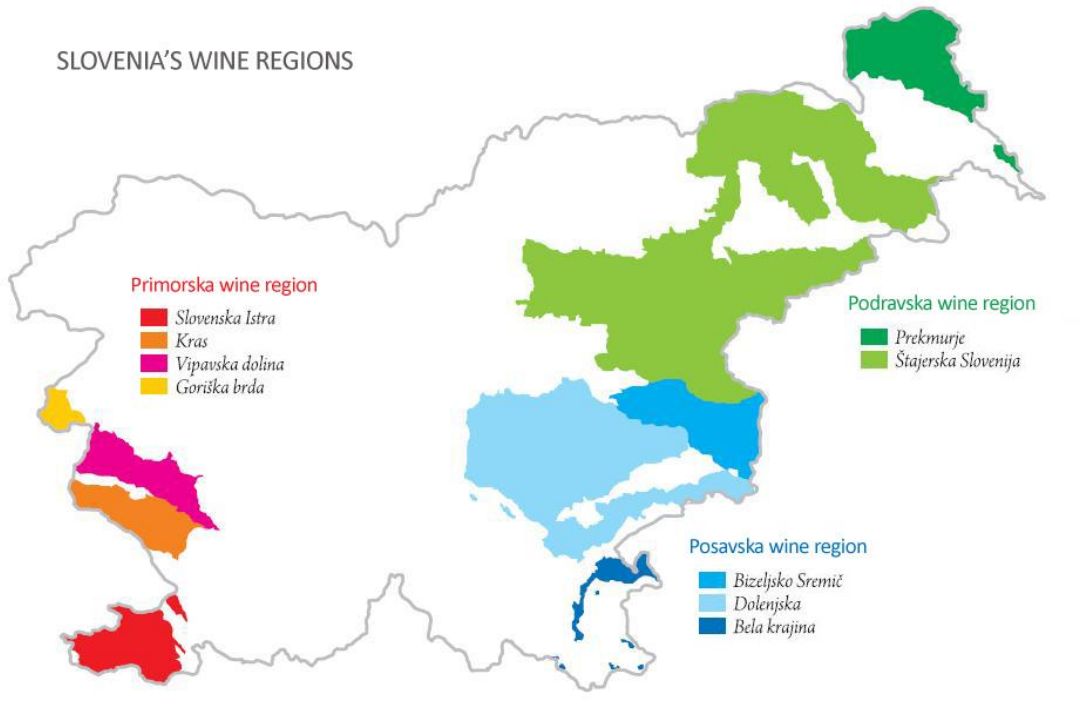 SLOVENIA'S WINE REGIONS
Primorska wine region
Slovenska Istra
Kras
Vipavska dolina
Goriška brda
Podravska wine region
Prekmurje
Štajerska Slovenija
Posavska wine region
Bizeljsko Sremič
Dolenjska
Bela krajina